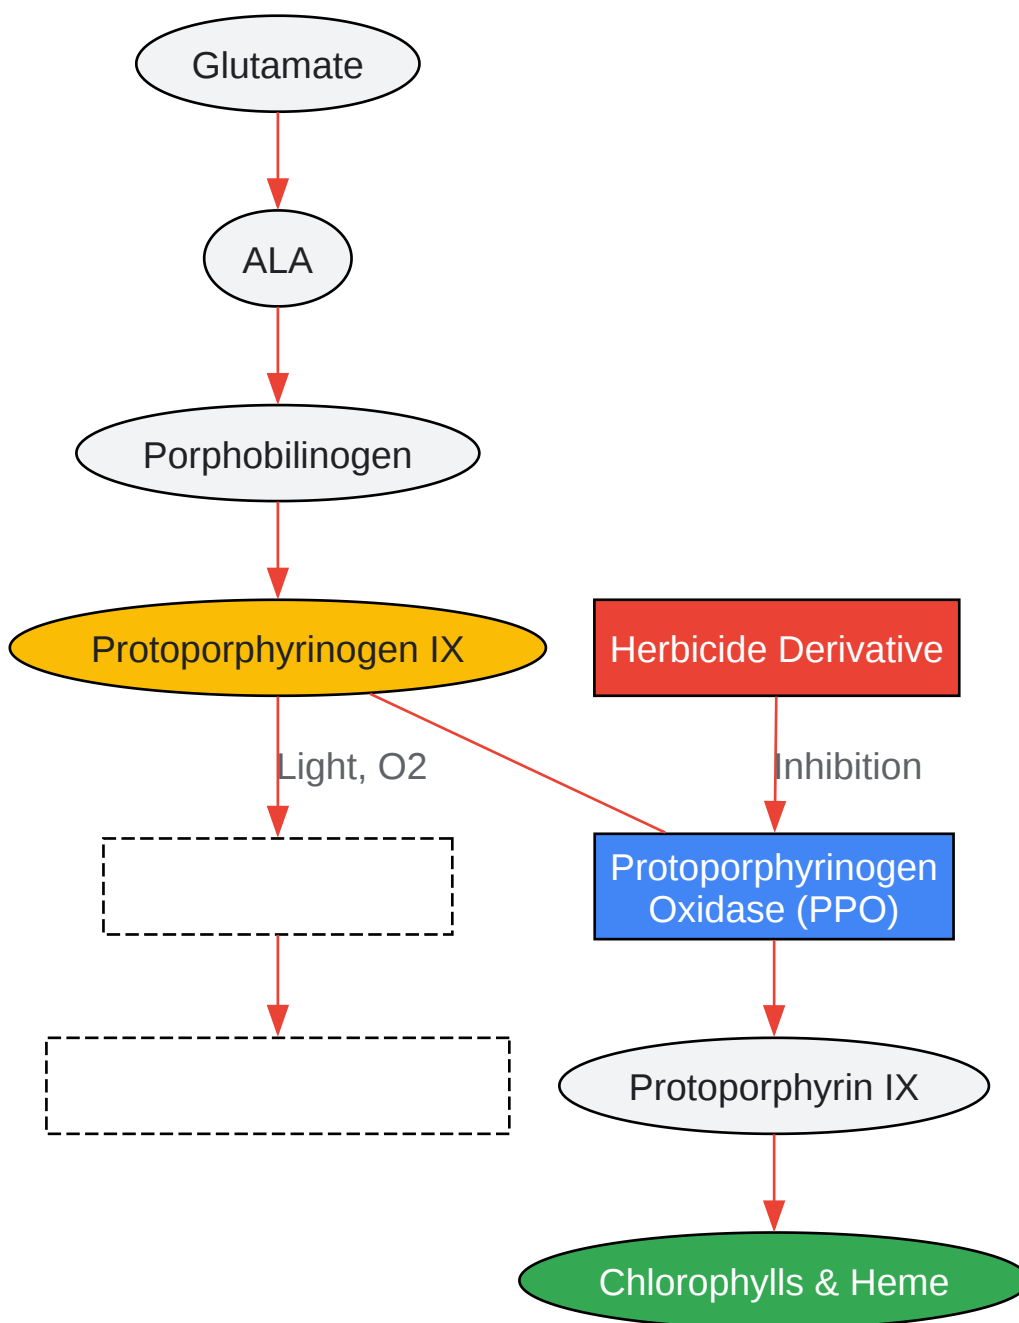 Glutamate
ALA
Porphobilinogen
Protoporphyrinogen IX
Herbicide Derivative
Light, O2
Inhibition
Protoporphyrinogen
Oxidase (PPO)
Protoporphyrin IX
Chlorophylls & Heme